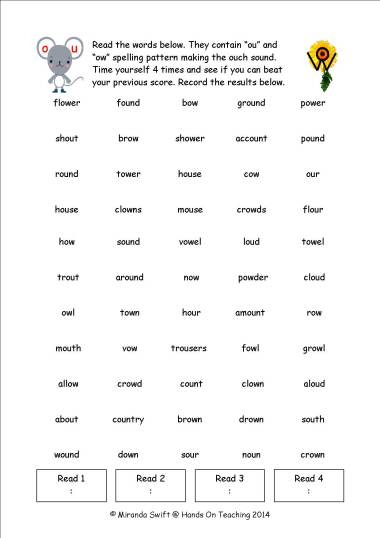 o u
Read the words below. They contain “ou” and
“ow” spelling pattern making the ouch sound.
Time yourself 4 times and see if you can beat
your previous score. Record the results below.
o
w
flower found bow ground power
shout brow shower account pound
round tower house cow our
house clowns mouse crowds flour
how sound vowel loud towel
trout around now powder cloud
owl town hour amount row
mouth vow trousers fowl growl
allow crowd count clown aloud
about country brown drown south
wound down sour noun crown
Read 1 Read 2 Read 3 Read 4
: : : :
© Miranda Swift @ Hands On Teaching 2014